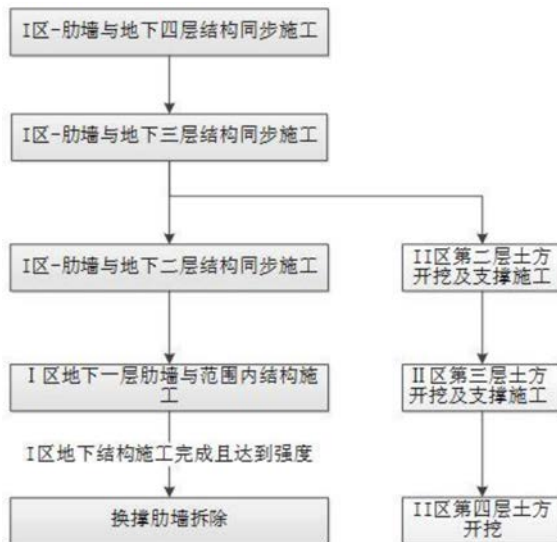 I区-肋墙与地下四层结构同步施工
I区-肋墙与地下三层结构同步施工
I区-肋墙与地下二层结构同步施工
II区第二层土方
开挖及支撑施工
I区地下一层肋墙与范围内结构施
工
II区第三层土方
开挖及支撑施工
I区地下结构施工完成且达到强度
换撑肋墙拆除
II区第四层土方
开挖